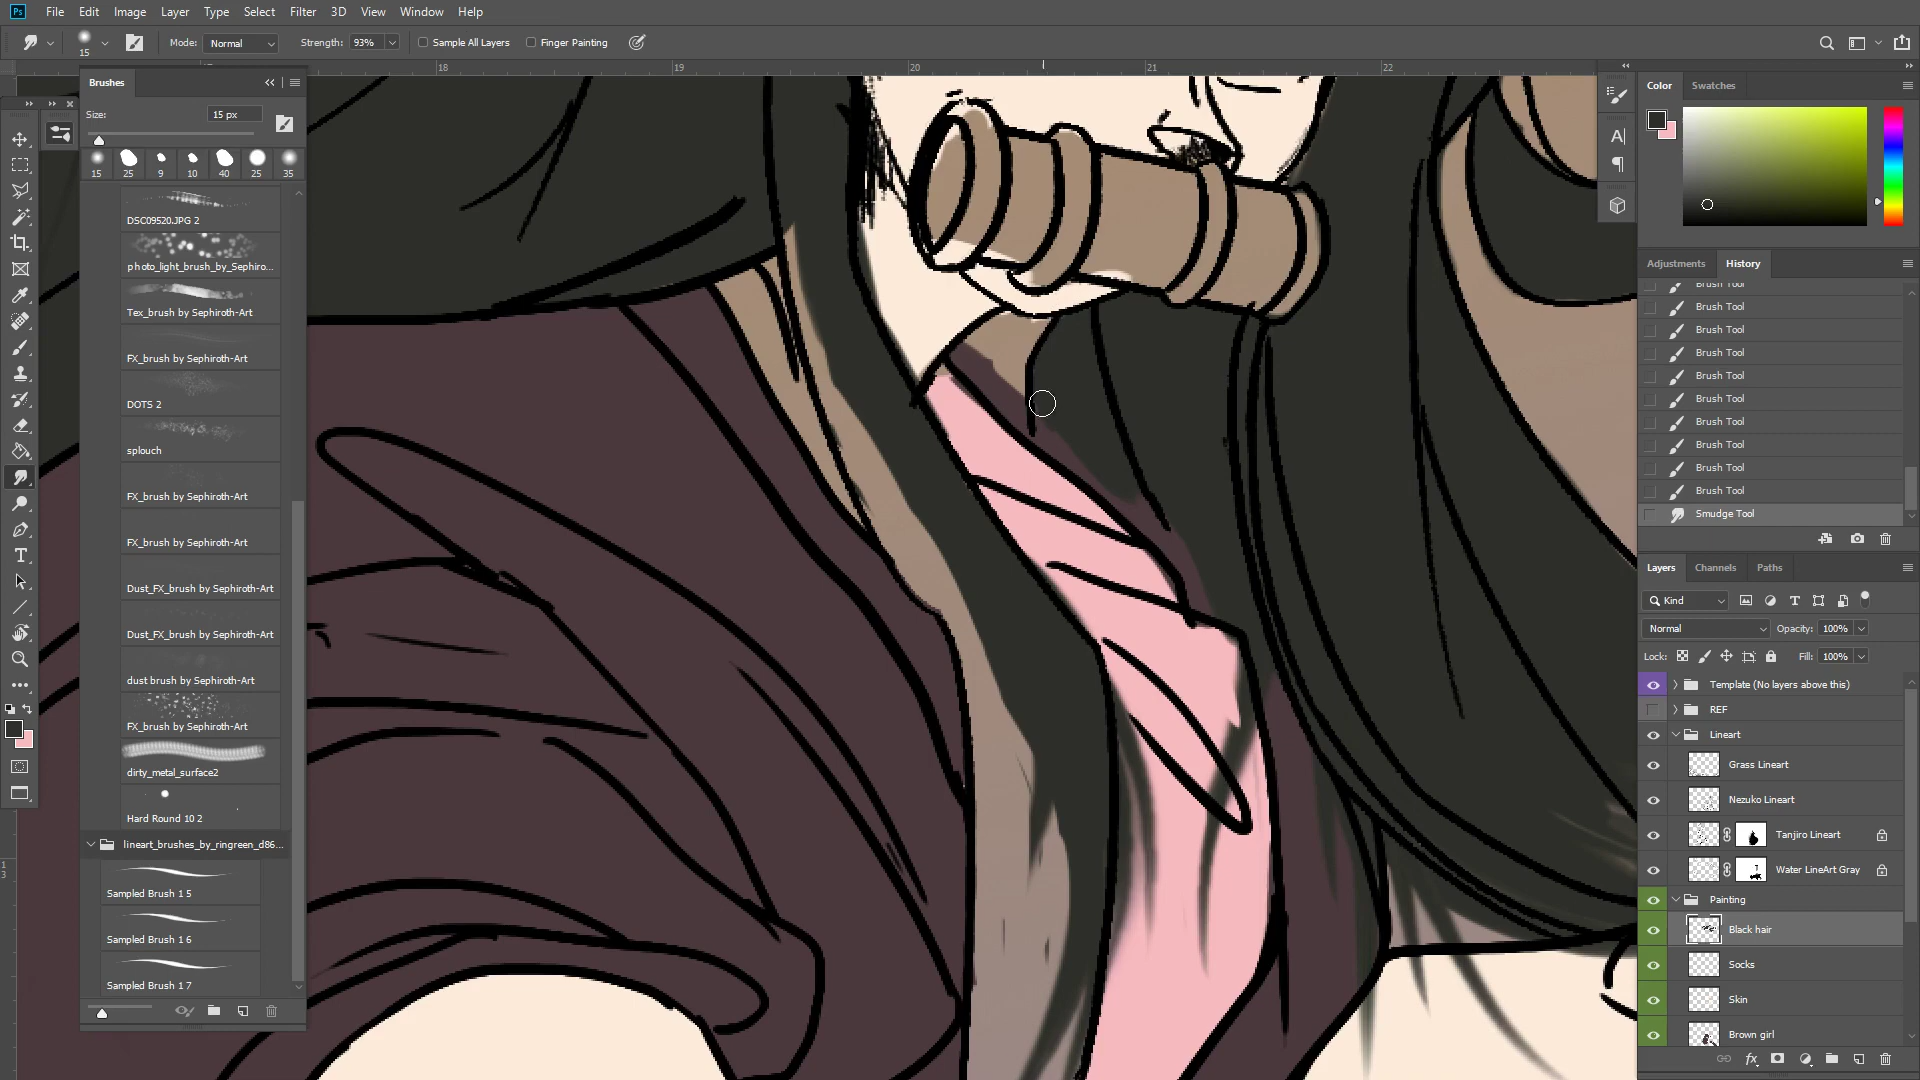 Ps File Edit Image Layer Type Select Filter 3D View Window Help
15 Mode: Normal Strength: 93% Sample All Layers Finger Painting
18 19 20 21 22
Brushes
Size: 15 px
15 25 9 10 40 25 35
DSC09520.JPG 2
photo_light_brush_by_Sephiro...
Tex_brush by Sephiroth-Art
FX_brush by Sephiroth-Art
DOTS 2
splouch
FX_brush by Sephiroth-Art
FX_brush by Sephiroth-Art
Dust_FX_brush by Sephiroth-Art
Dust_FX_brush by Sephiroth-Art
dust brush by Sephiroth-Art
FX_brush by Sephiroth-Art
dirty_metal_surface2
Hard Round 10 2
lineart_brushes_by_ringreen_d86...
Sampled Brush 1 5
Sampled Brush 1 6
Sampled Brush 1 7
Color Swatches
Adjustments History
Brush Tool
Brush Tool
Brush Tool
Brush Tool
Brush Tool
Brush Tool
Brush Tool
Brush Tool
Brush Tool
Brush Tool
Smudge Tool
Layers Channels Paths
Kind
Normal Opacity: 100%
Lock: Fill: 100%
Template (No layers above this)
REF
Lineart
Grass Lineart
Nezuko Lineart
Tanjiro Lineart
Water LineArt Gray
Painting
Black hair
Socks
Skin
Brown girl